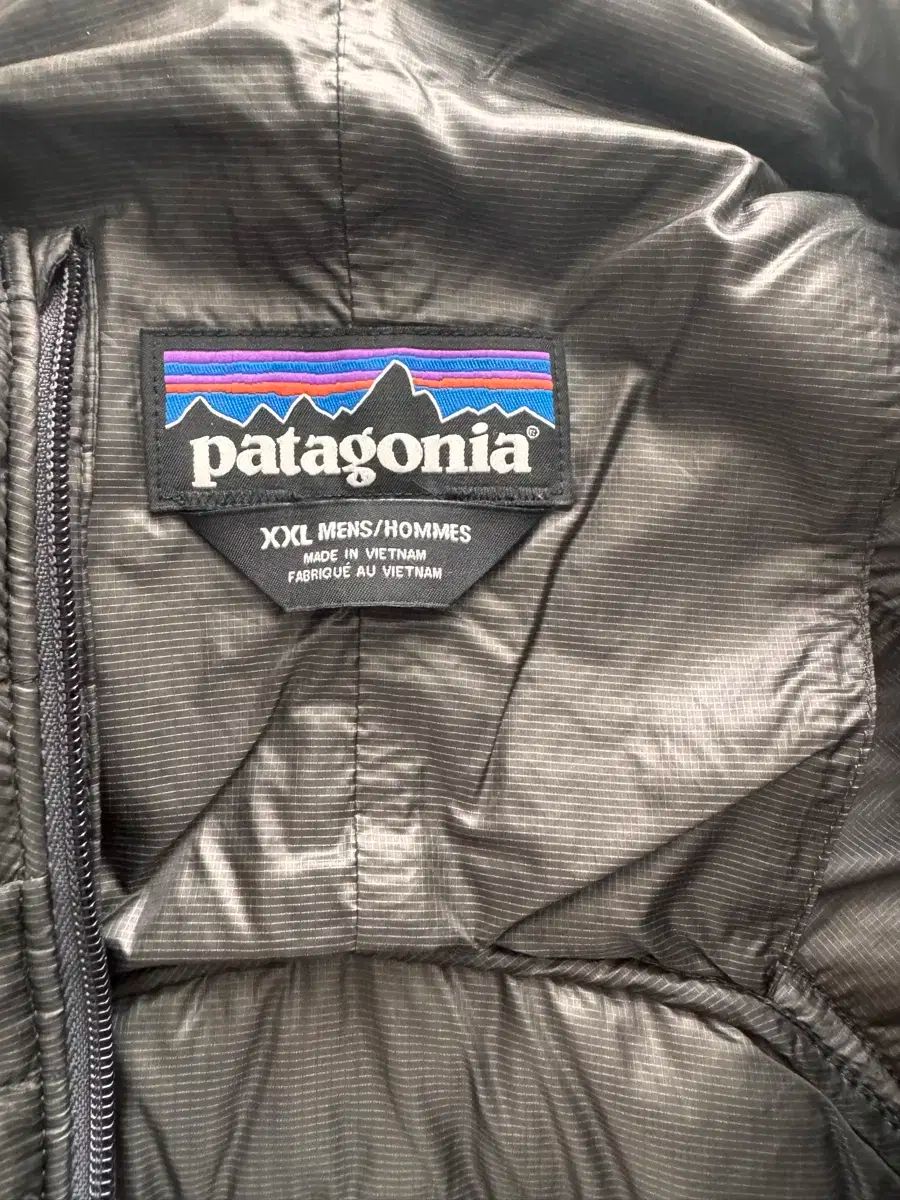 patagonia®
XXL MENS/HOMMES
MADE IN VIETNAM
FABRIQUÉ AU VIETNAM